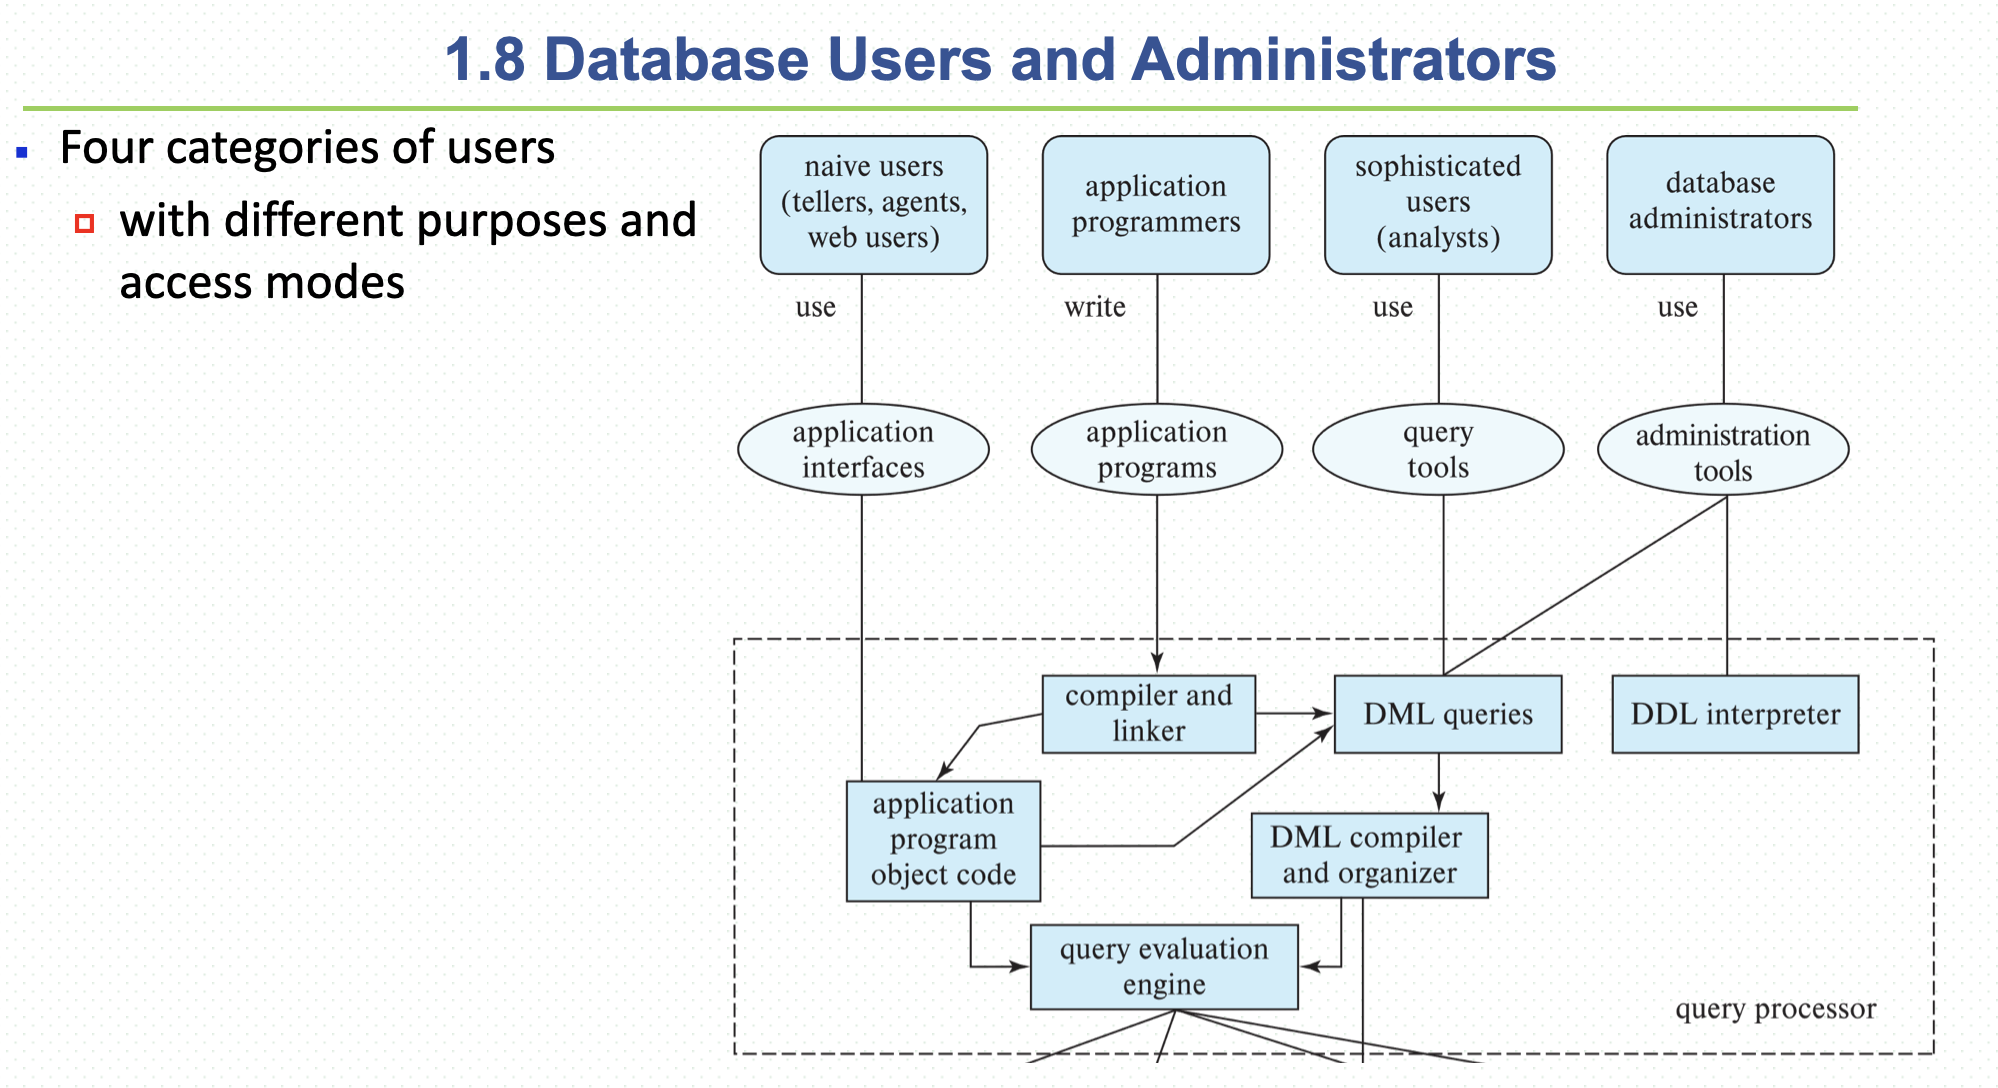 1.8 Database Users and Administrators
Four categories of users
with different purposes and
access modes
naive users
(tellers, agents,
web users)
application
programmers
sophisticated
users
(analysts)
database
administrators
use
write
use
use
application
interfaces
application
programs
query
tools
administration
tools
compiler and
linker
DML queries
DDL interpreter
application
program
object code
DML compiler
and organizer
query evaluation
engine
query processor